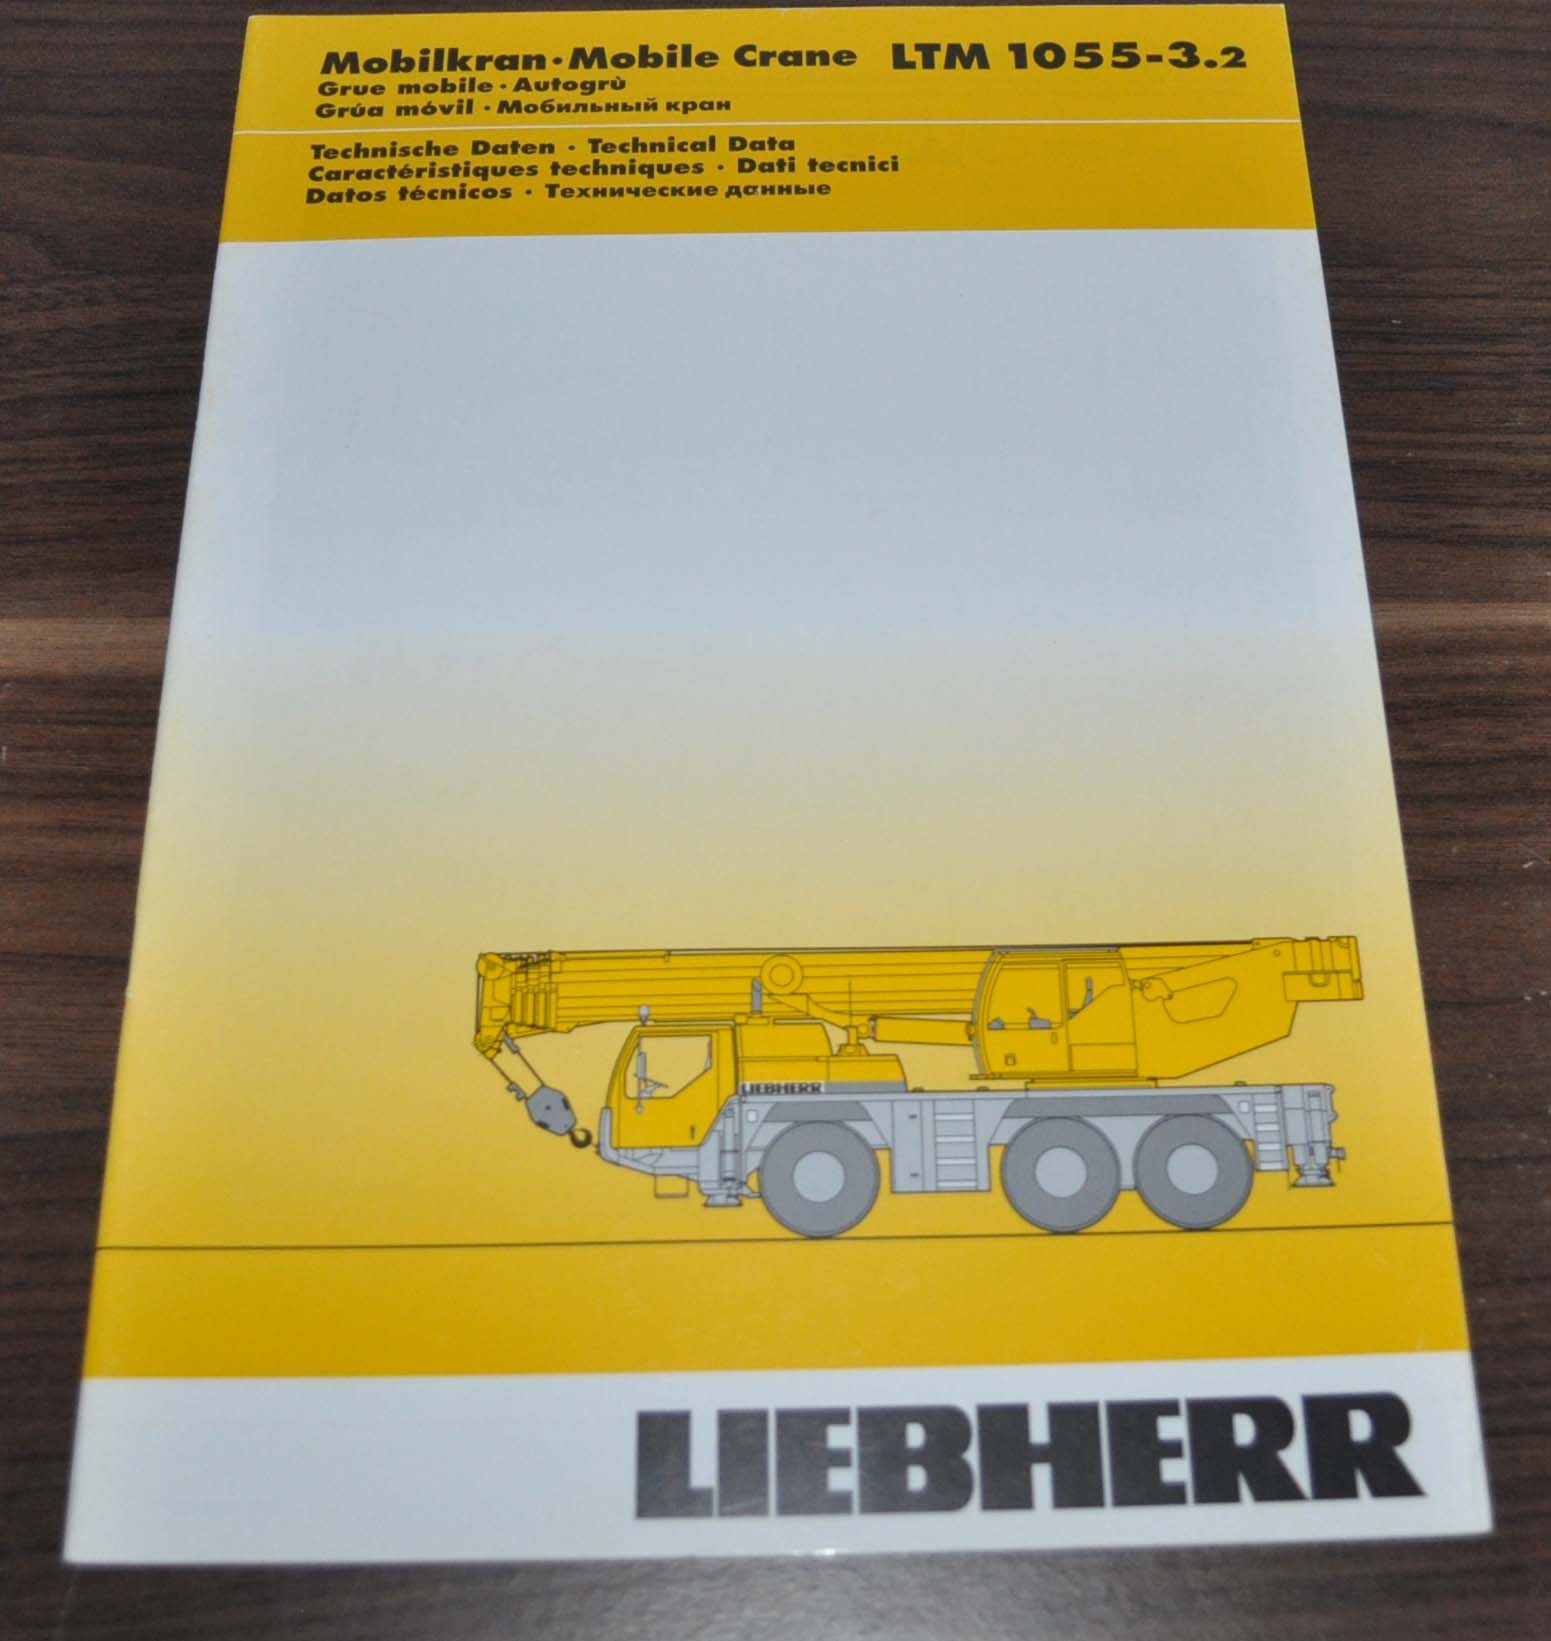 Mobilkran · Mobile Crane LTM 1055-3.2
Grue mobile · Autogrù
Grúa móvil · Мобильный кран
Technische Daten · Technical Data
Caractéristiques techniques · Dati tecnici
Datos técnicos · Технические данные
LIEBHERR
LIEBHERR